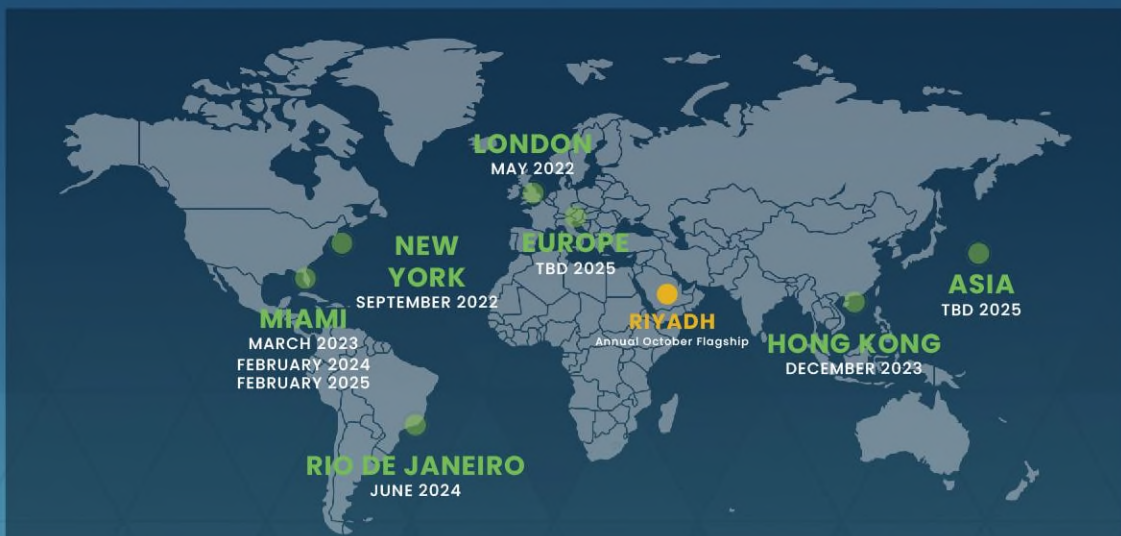 LONDON
MAY 2022
NEW
YORK
SEPTEMBER 2022
EUROPE
TBD 2025
MIAMI
MARCH 2023
FEBRUARY 2024
FEBRUARY 2025
RIYADH
Annual October Flagship
ASIA
TBD 2025
HONG KONG
DECEMBER 2023
RIO DE JANEIRO
JUNE 2024